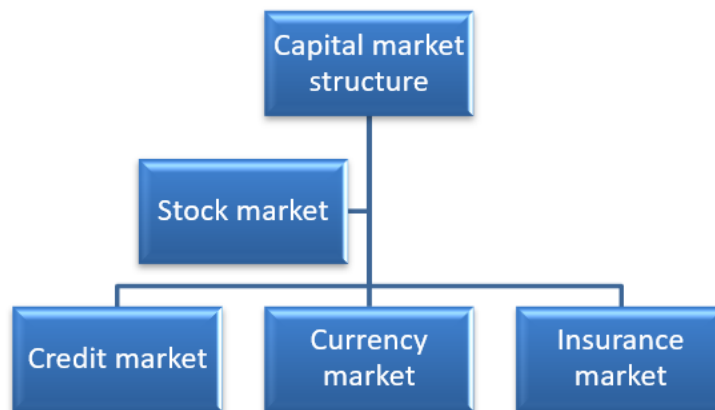 Capital market
structure
Stock market
Credit market
Currency
market
Insurance
market